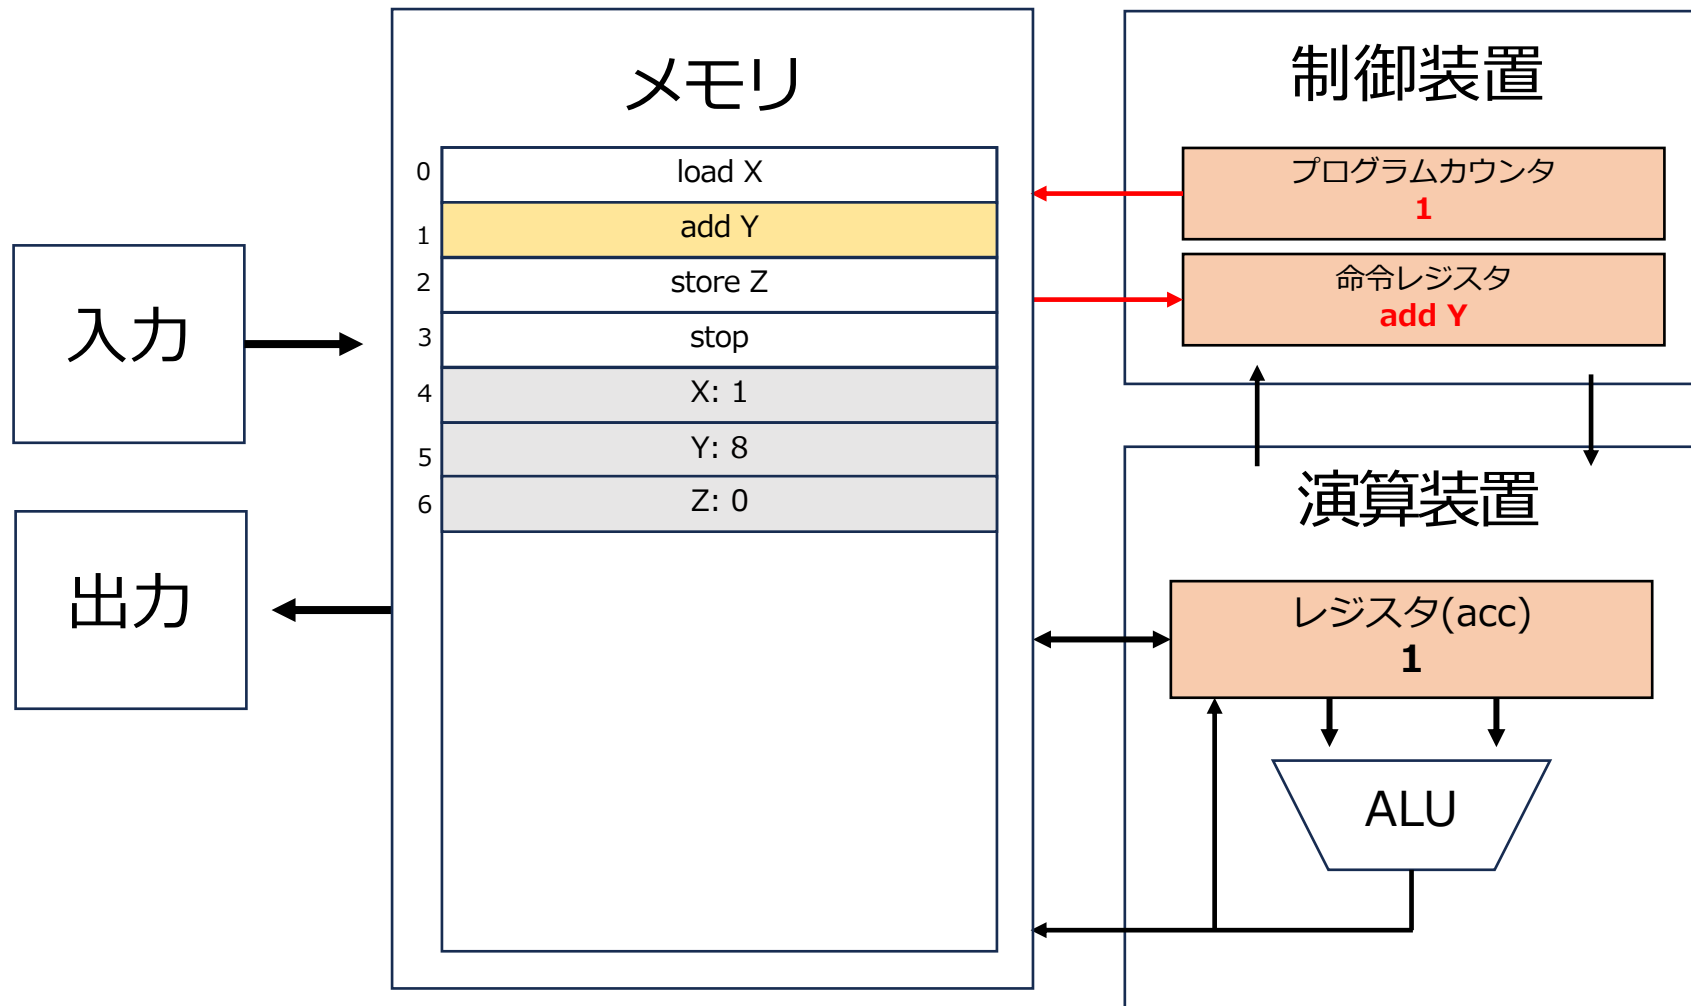 メモリ
0
load X
1
add Y
2
store Z
3
stop
4
X: 1
5
Y: 8
6
Z: 0
入力
出力
制御装置
プログラムカウンタ
1
命令レジスタ
add Y
演算装置
レジスタ(acc)
1
ALU